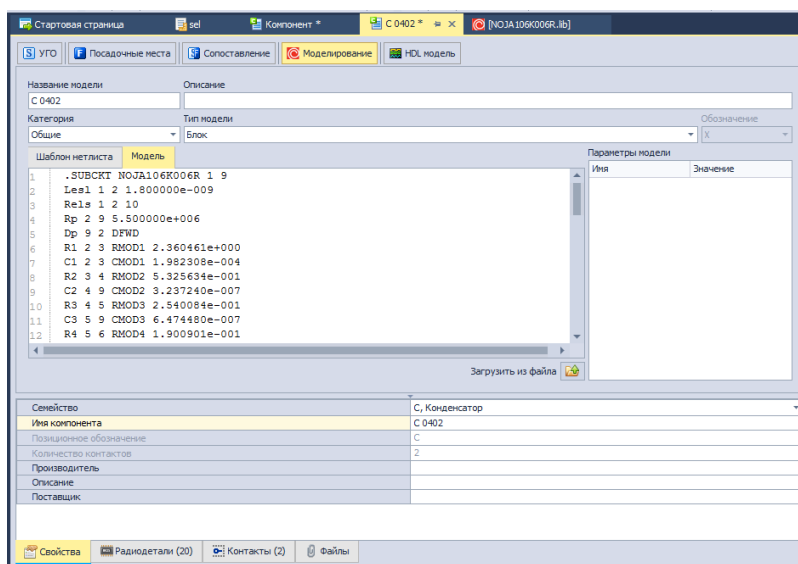 Стартовая страница sel Компонент * C 0402 * [NOJA106K006R.lib]
S УГО F Посадочные места SF Сопоставление Моделирование HDL модель
Название модели Описание
C 0402
Категория Тип модели Обозначение
Общие Блок X
Шаблон нетлиста Модель Параметры модели
Имя Значение
1 .SUBCKT NOJA106K006R 1 9
2 Lesl 1 2 1.800000e-009
3 Rels 1 2 10
4 Rp 2 9 5.500000e+006
5 Dp 9 2 DFWD
6 R1 2 3 RMOD1 2.360461e+000
7 C1 2 3 CMOD1 1.982308e-004
8 R2 3 4 RMOD2 5.325634e-001
9 C2 4 9 CMOD2 3.237240e-007
10 R3 4 5 RMOD3 2.540084e-001
11 C3 5 9 CMOD3 6.474480e-007
12 R4 5 6 RMOD4 1.900901e-001
Загрузить из файла
Семейство C, Конденсатор
Имя компонента C 0402
Позиционное обозначение C
Количество контактов 2
Производитель
Описание
Поставщик
Свойства Радиодетали (20) Контакты (2) Файлы